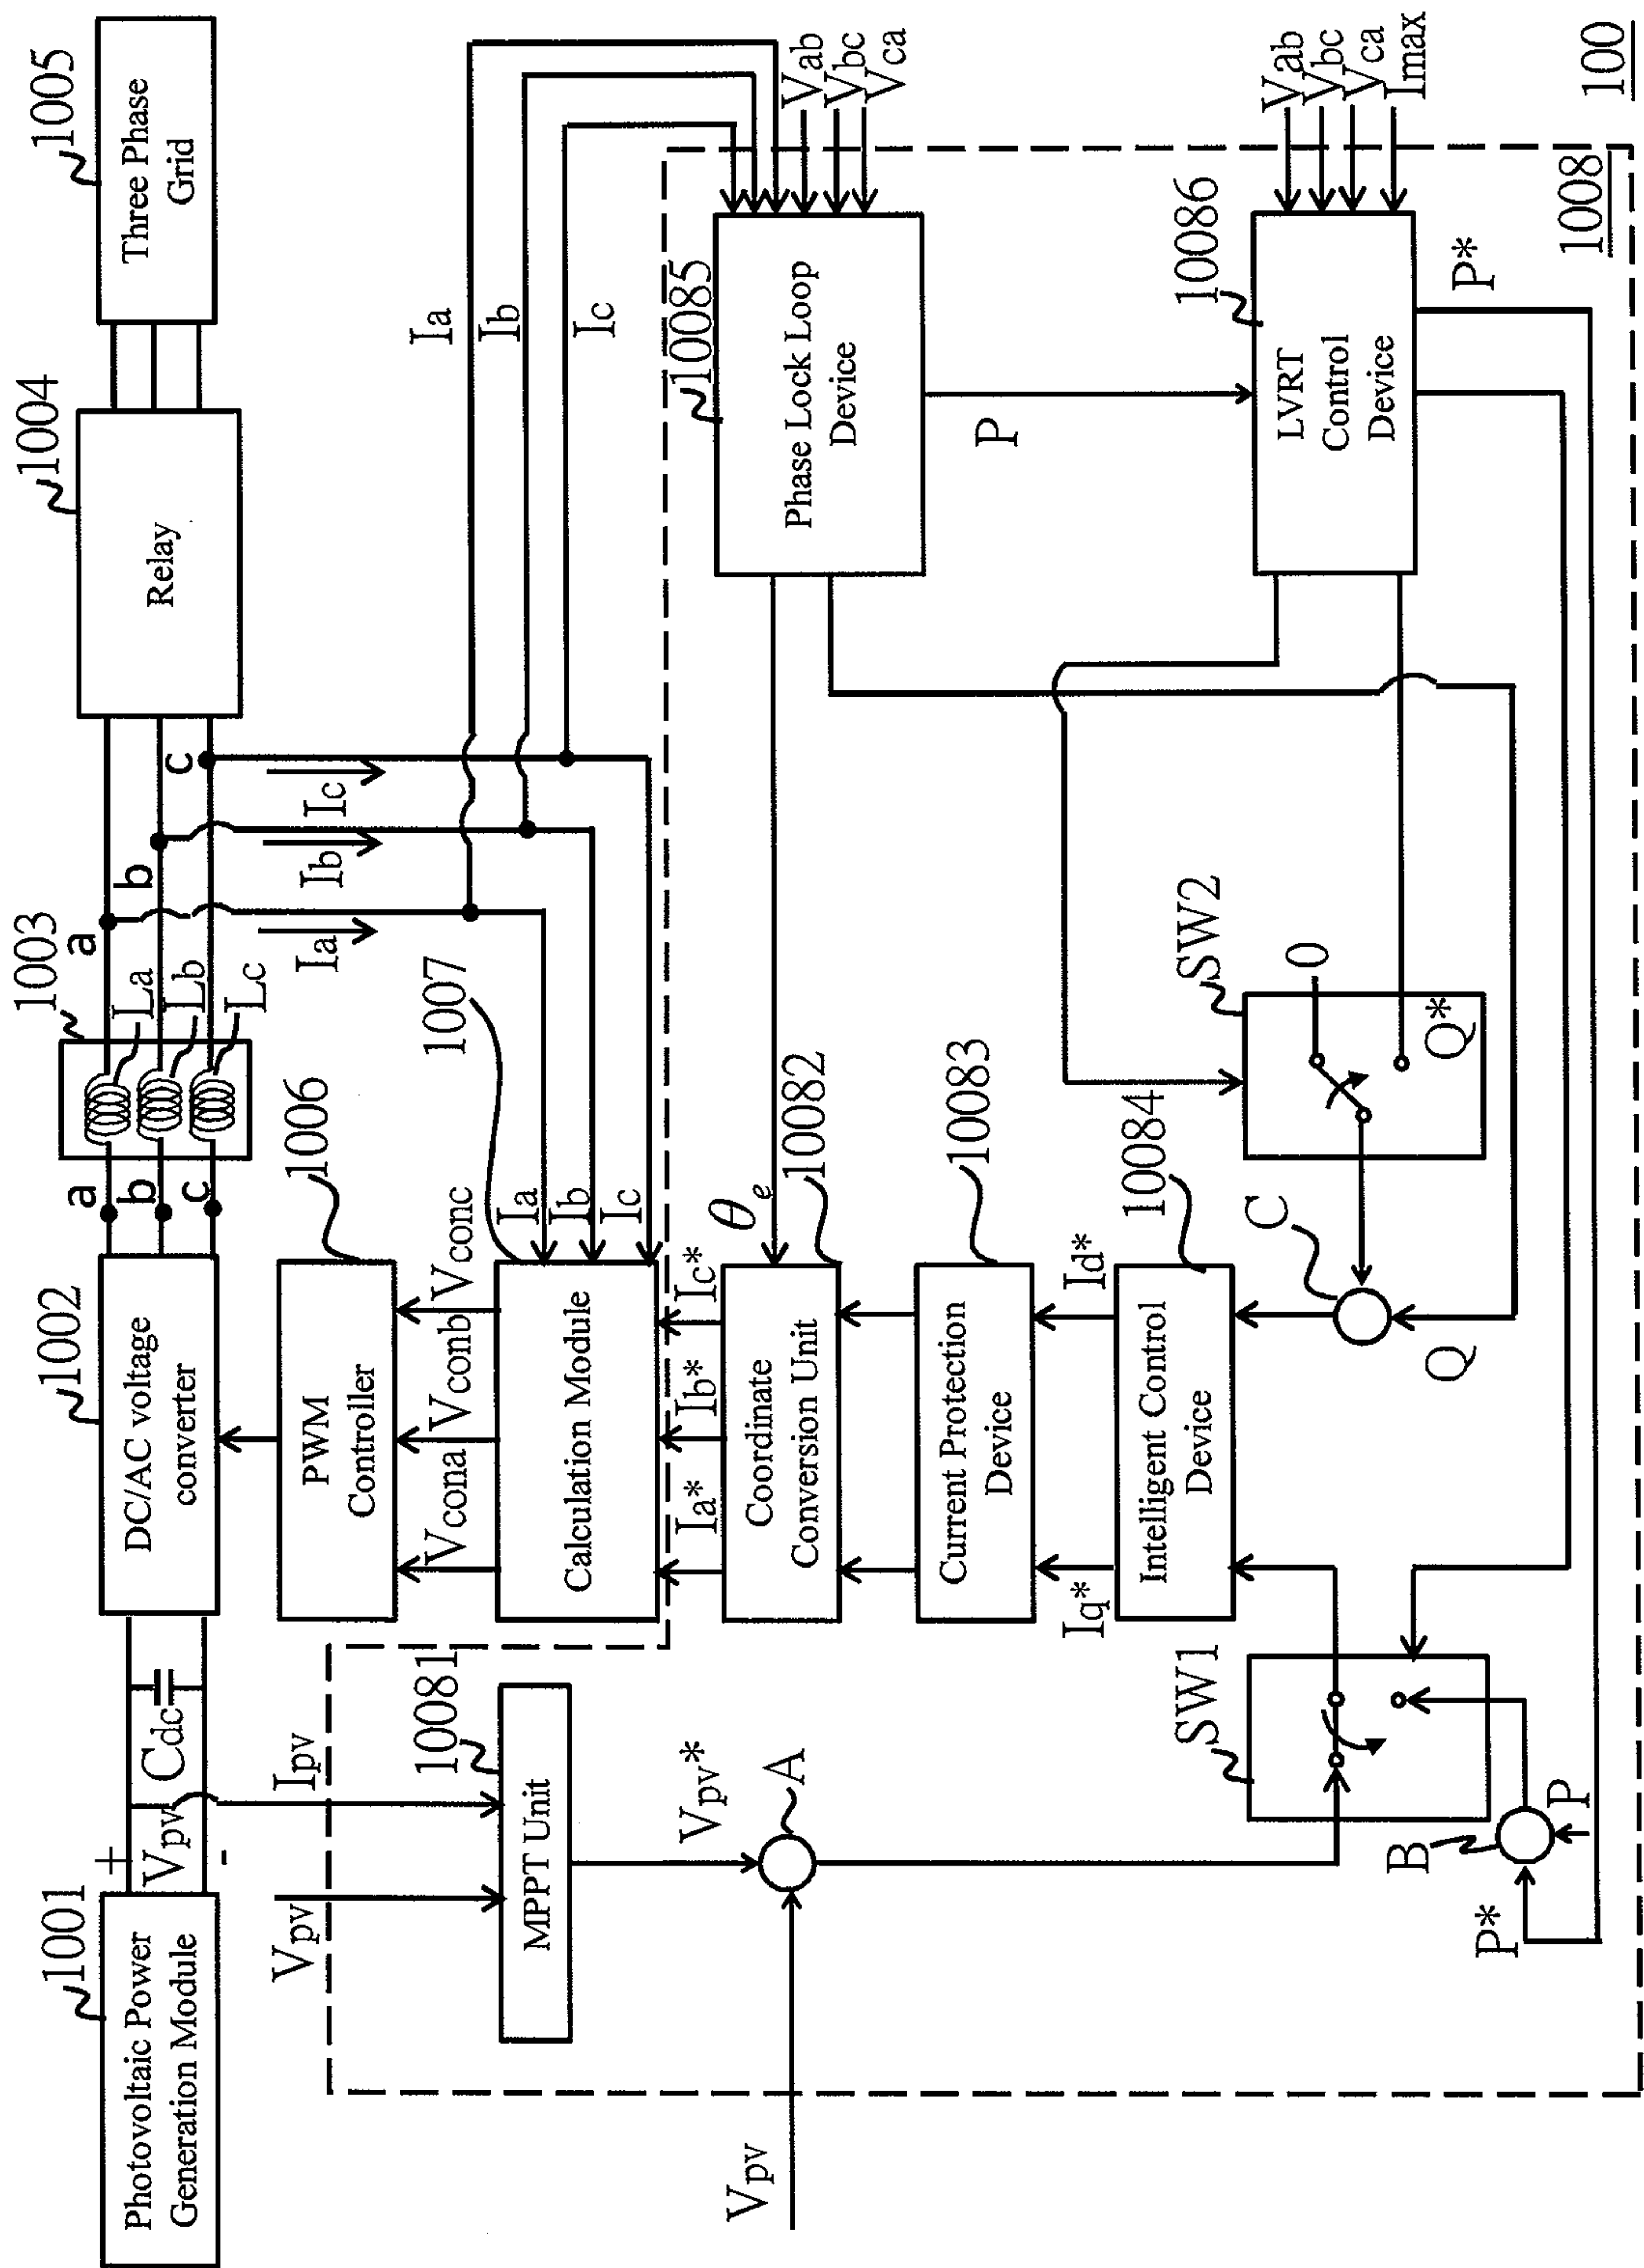 1001
Photovoltaic Power
Generation Module
+
Vpv
-
Cdc
Ipv
1002
DC/AC voltage
converter
a
b
c
1003
La
Lb
Lc
a
b
c
Ia
Ib
Ic
1004
Relay
1005
Three Phase
Grid
1006
PWM
Controller
Vcona
Vconb
Vconc
1007
Calculation Module
Ia
Ib
Ic
Ia
Ib
Ic
Ia*
Ib*
Ic*
Vpv
10081
MPPT Unit
Vpv*
A
Vpv
10082
Coordinate
Conversion Unit
θe
10083
Current Protection
Device
Iq*
Id*
10084
Intelligent Control
Device
10085
Phase Lock Loop
Device
Vab
Vbc
Vca
P
10086
LVRT
Control
Device
Vab
Vbc
Vca
Imax
P*
SW1
B
P
P*
SW2
0
Q*
C
Q
1008
100